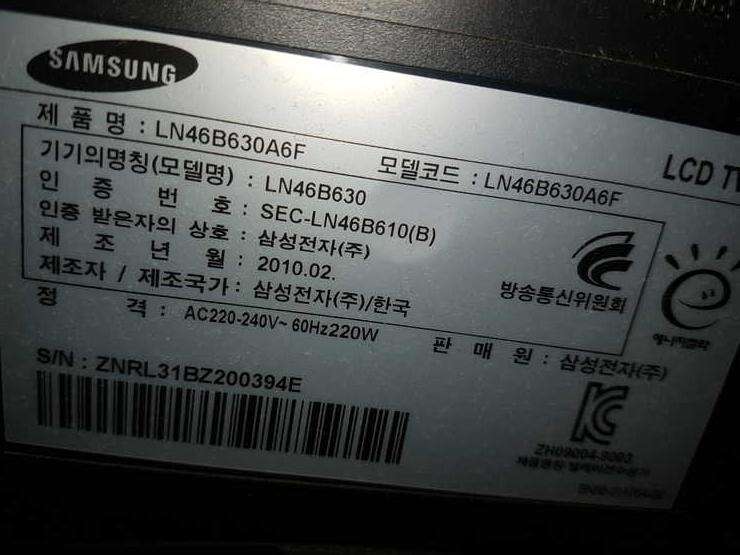 SAMSUNG
제 품 명 : LN46B630A6F 모델코드 : LN46B630A6F LCD TV
기기의명칭(모델명) : LN46B630
인 증 번 호 : SEC-LN46B610(B)
인증 받은자의 상호 : 삼성전자(주)
제 조 년 월 : 2010.02.
제조자 / 제조국가 : 삼성전자(주)/한국
방송통신위원회
정 격 : AC220-240V~ 60Hz220W 판 매 원 : 삼성전자(주)
S/N : ZNRL31BZ200394E